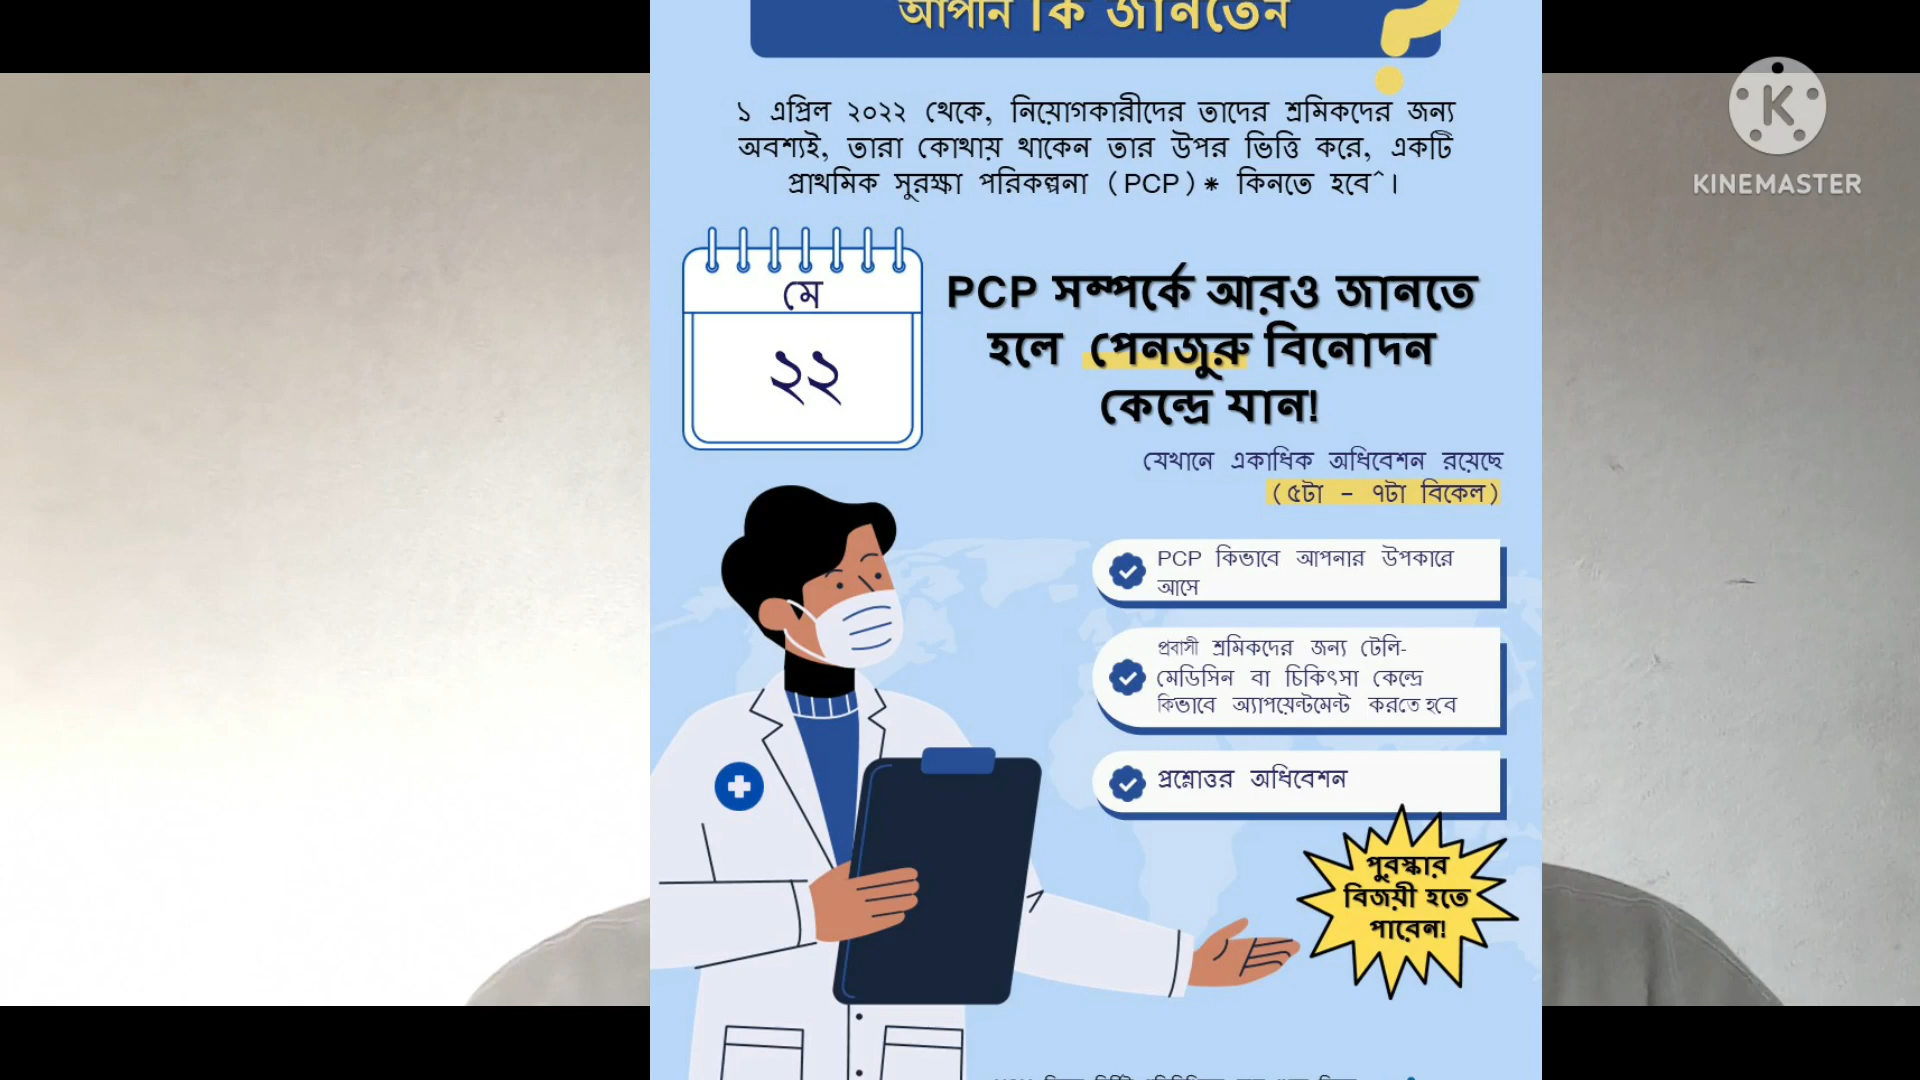 আপনি কি জানতেন
১ এপ্রিল ২০২২ থেকে, নিয়োগকারীদের তাদের শ্রমিকদের জন্য
অবশ্যই, তারা কোথায় থাকেন তার উপর ভিত্তি করে, একটি
প্রাথমিক সুরক্ষা পরিকল্পনা (PCP)* কিনতে হবে^।
মে
২২
PCP সম্পর্কে আরও জানতে
হলে পেনজুরু বিনোদন
কেন্দ্রে যান!
যেখানে একাধিক অধিবেশন রয়েছে
(৫টা – ৭টা বিকেল)
PCP কিভাবে আপনার উপকারে
আসে
প্রবাসী শ্রমিকদের জন্য টেলি-
মেডিসিন বা চিকিৎসা কেন্দ্রে
কিভাবে অ্যাপয়েন্টমেন্ট করতে হবে
প্রশ্নোত্তর অধিবেশন
পুরস্কার
বিজয়ী হতে
পারেন!
K
KINEMASTER